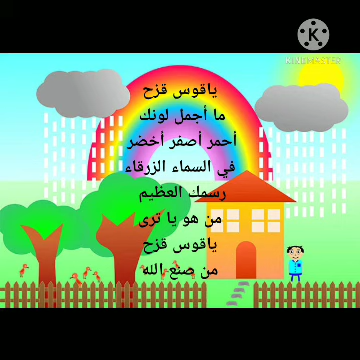 KINEMASTER
ياقوس قزح
ما أجمل لونك
أحمر أصفر أخضر
في السماء الزرقاء
رسمك العظيم
من هو يا ترى
ياقوس قزح
من صنع الله